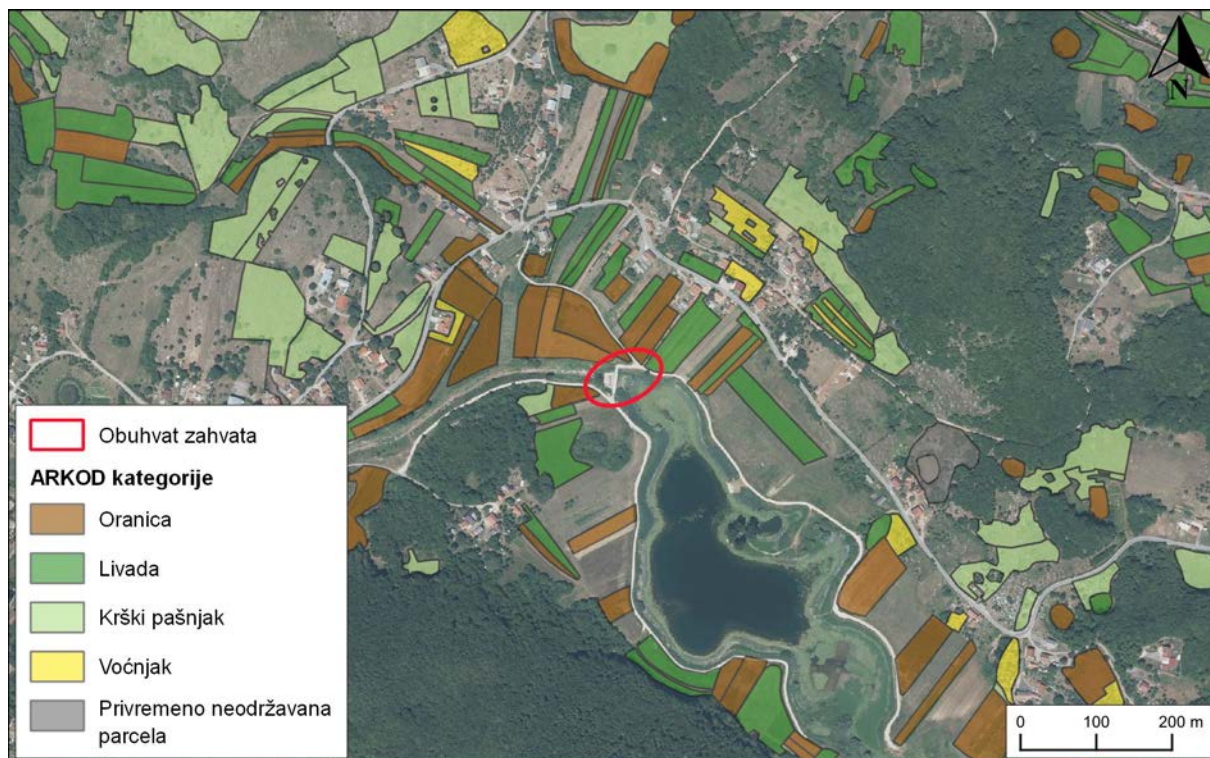 N
Obuhvat zahvata
ARKOD kategorije
Oranica
Livada
Krški pašnjak
Voćnjak
Privremeno neodržavana
parcela
0 100 200 m